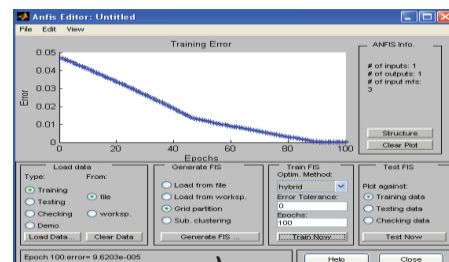 Anfis Editor: Untitled
File Edit View
Training Error
0.05
0.04
0.03
0.02
0.01
0
Error
0 20 40 60 80 100
Epochs
ANFIS Info.
# of inputs: 1
# of outputs: 1
# of input mfs:
3
Structure
Clear Plot
Load data
Type: From:
Training
Testing
Checking
Demo
file
worksp.
Load Data... Clear Data
Generate FIS
Load from file
Load from worksp.
Grid partition
Sub. clustering
Generate FIS ...
Train FIS
Optim. Method:
hybrid
Error Tolerance:
0
Epochs:
100
Train Now
Test FIS
Plot against:
Training data
Testing data
Checking data
Test Now
Epoch 100:error= 9.6203e-005
Help Close